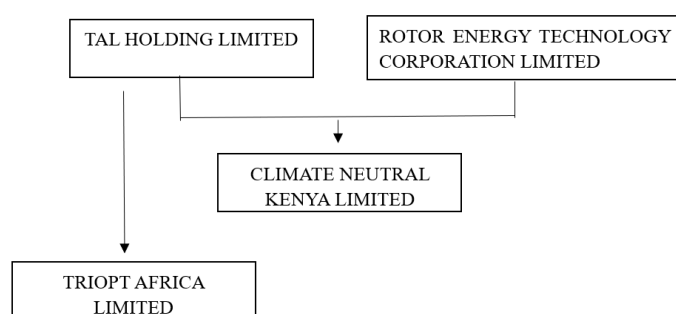 TAL HOLDING LIMITED
ROTOR ENERGY TECHNOLOGY
CORPORATION LIMITED
CLIMATE NEUTRAL
KENYA LIMITED
TRIOPT AFRICA
LIMITED